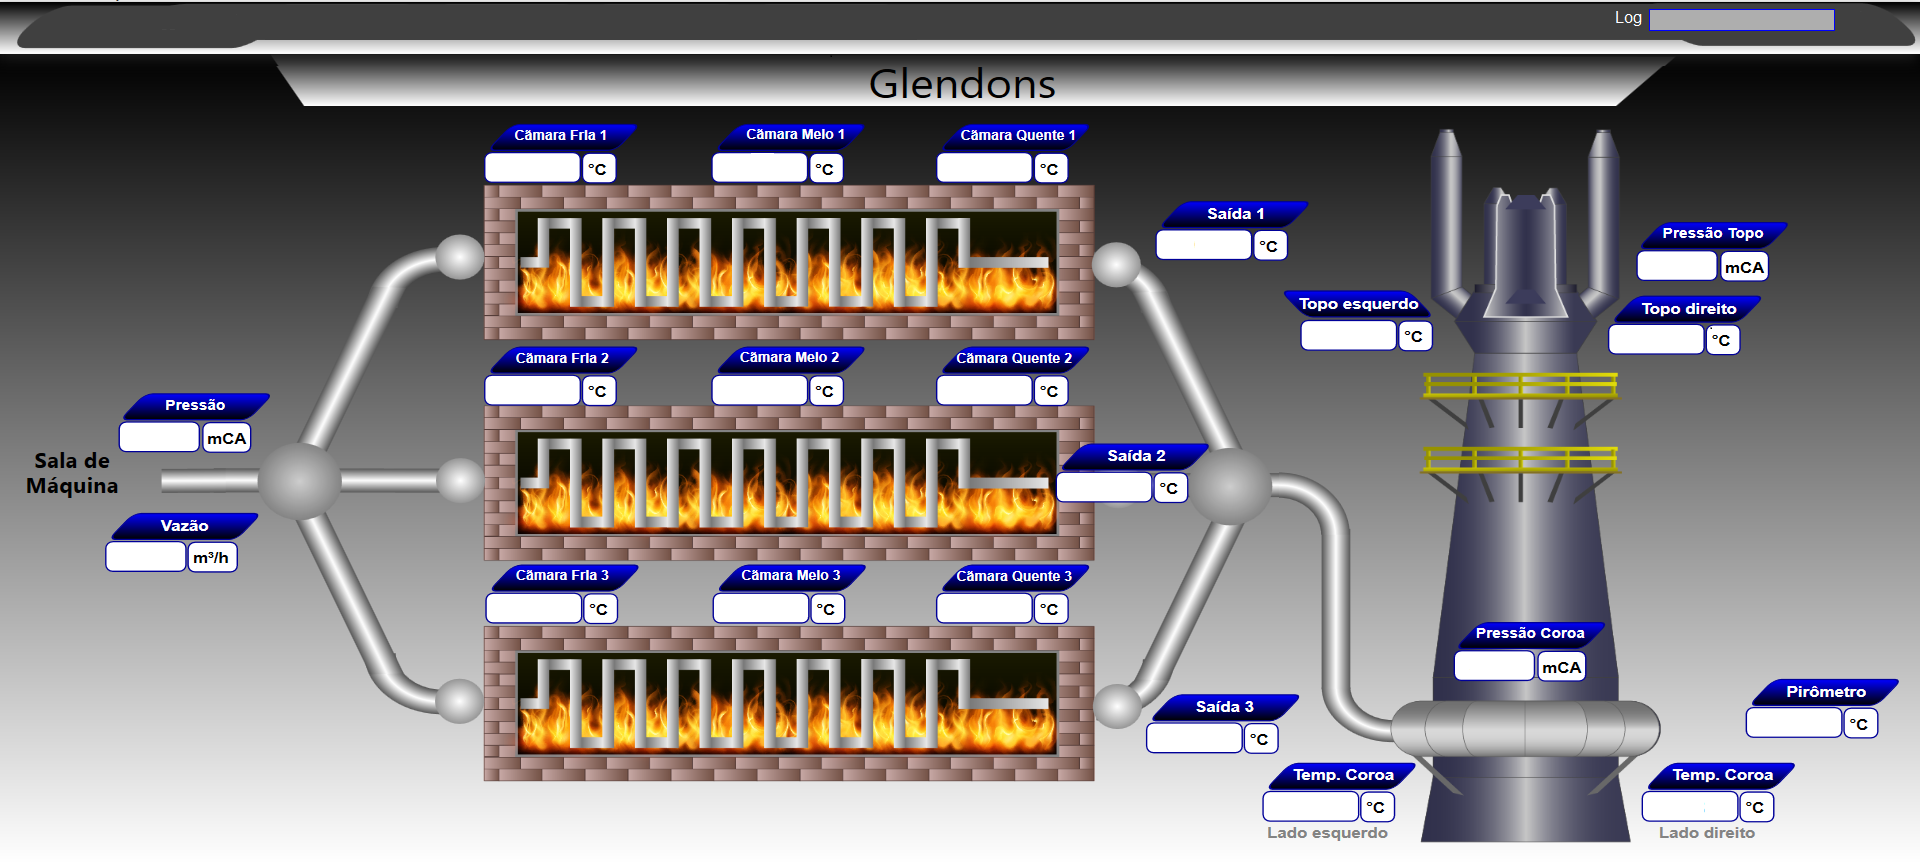 Log
Glendons
Câmara Fria 1
°C
Câmara Meio 1
°C
Câmara Quente 1
°C
Saída 1
°C
Pressão Topo
mCA
Topo esquerdo
°C
Topo direito
°C
Câmara Fria 2
°C
Câmara Meio 2
°C
Câmara Quente 2
°C
Pressão
mCA
Sala de
Máquina
Saída 2
°C
Vazão
m³/h
Câmara Fria 3
°C
Câmara Meio 3
°C
Câmara Quente 3
°C
Pressão Coroa
mCA
Saída 3
°C
Pirômetro
°C
Temp. Coroa
°C
Lado esquerdo
Temp. Coroa
°C
Lado direito